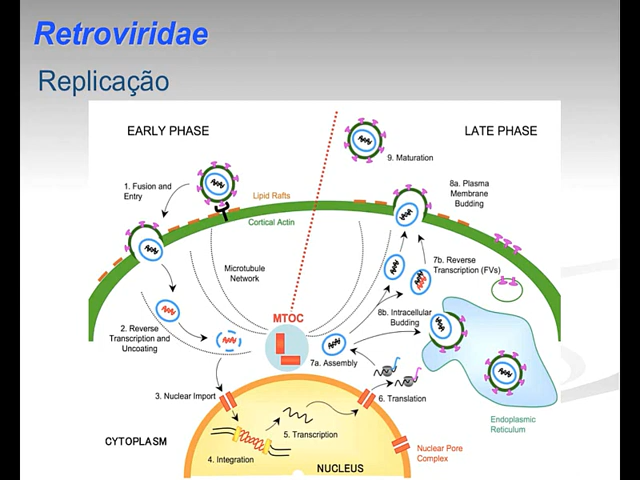 Retroviridae
Replicação
EARLY PHASE
LATE PHASE
9. Maturation
1. Fusion and
Entry
Lipid Rafts
Cortical Actin
8a. Plasma
Membrane
Budding
Microtubule
Network
7b. Reverse
Transcription (FVs)
8b. Intracellular
Budding
MTOC
2. Reverse
Transcription and
Uncoating
7a. Assembly
3. Nuclear Import
6. Translation
5. Transcription
4. Integration
Endoplasmic
Reticulum
CYTOPLASM
NUCLEUS
Nuclear Pore
Complex